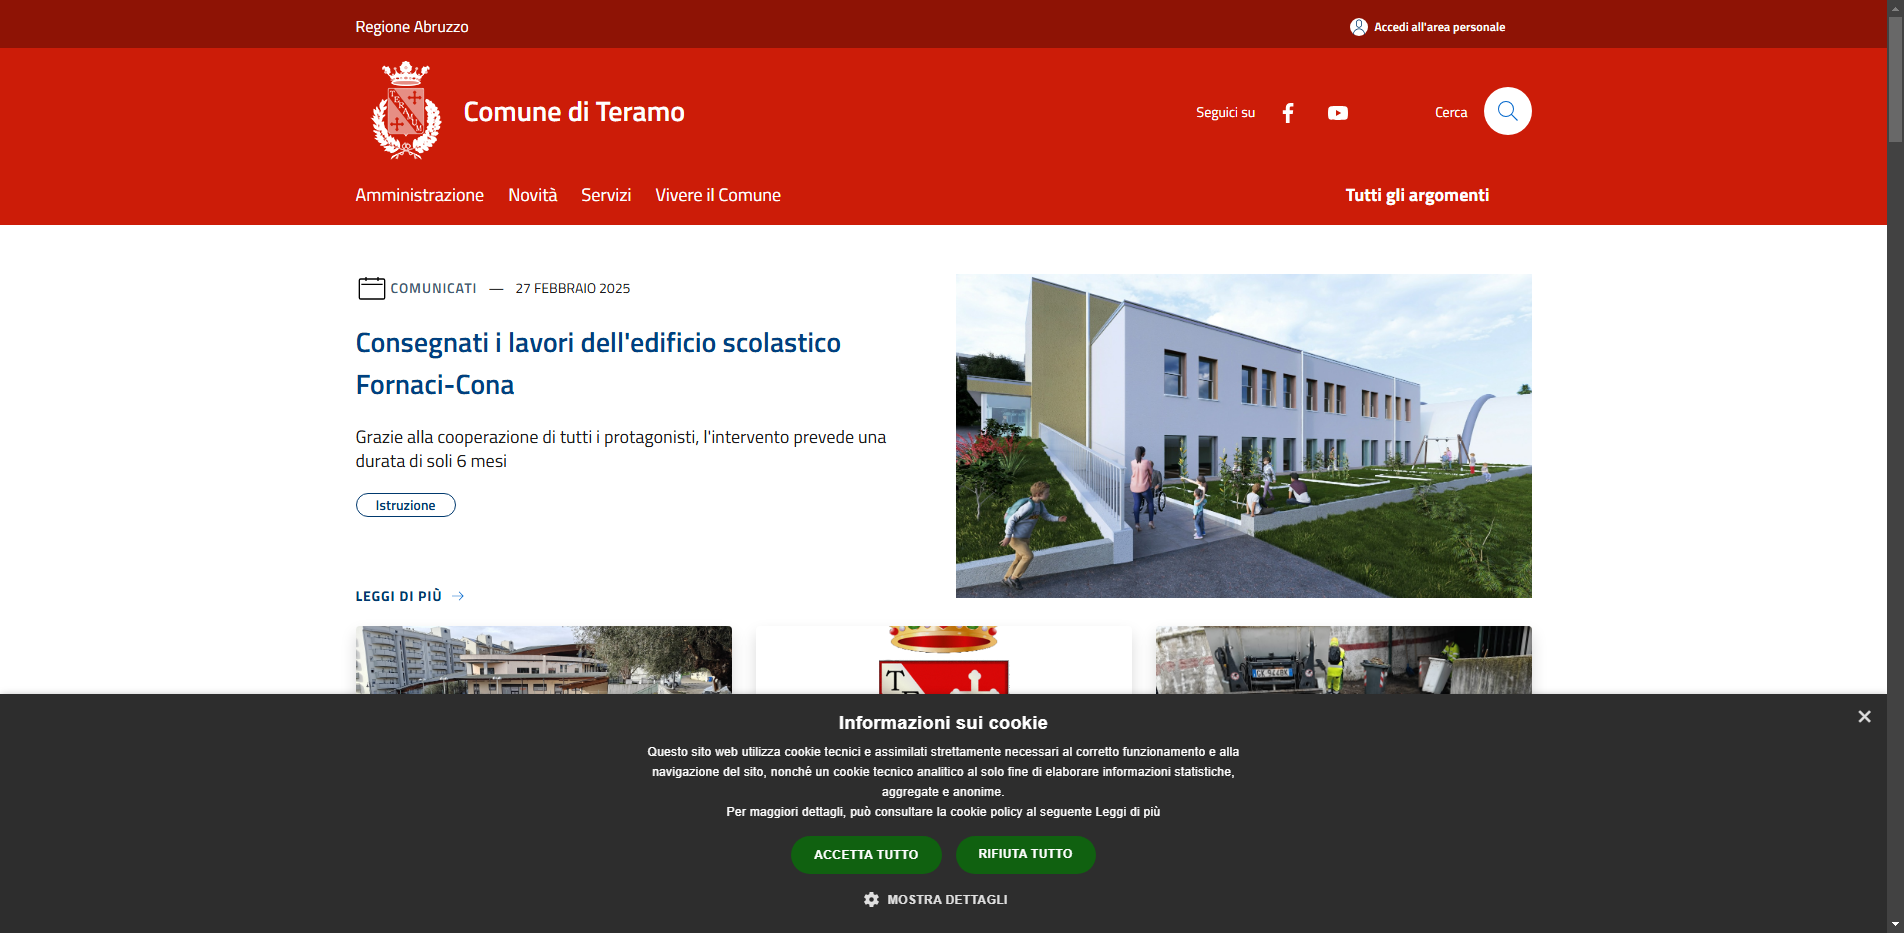 Regione Abruzzo
Accedi all'area personale
Comune di Teramo
Seguici su
Cerca
Amministrazione Novità Servizi Vivere il Comune
Tutti gli argomenti
COMUNICATI — 27 FEBBRAIO 2025
Consegnati i lavori dell'edificio scolastico
Fornaci-Cona
Grazie alla cooperazione di tutti i protagonisti, l'intervento prevede una
durata di soli 6 mesi
Istruzione
LEGGI DI PIÙ
Informazioni sui cookie
Questo sito web utilizza cookie tecnici e assimilati strettamente necessari al corretto funzionamento e alla
navigazione del sito, nonché un cookie tecnico analitico al solo fine di elaborare informazioni statistiche,
aggregate e anonime.
Per maggiori dettagli, può consultare la cookie policy al seguente Leggi di più
ACCETTA TUTTO
RIFIUTA TUTTO
MOSTRA DETTAGLI